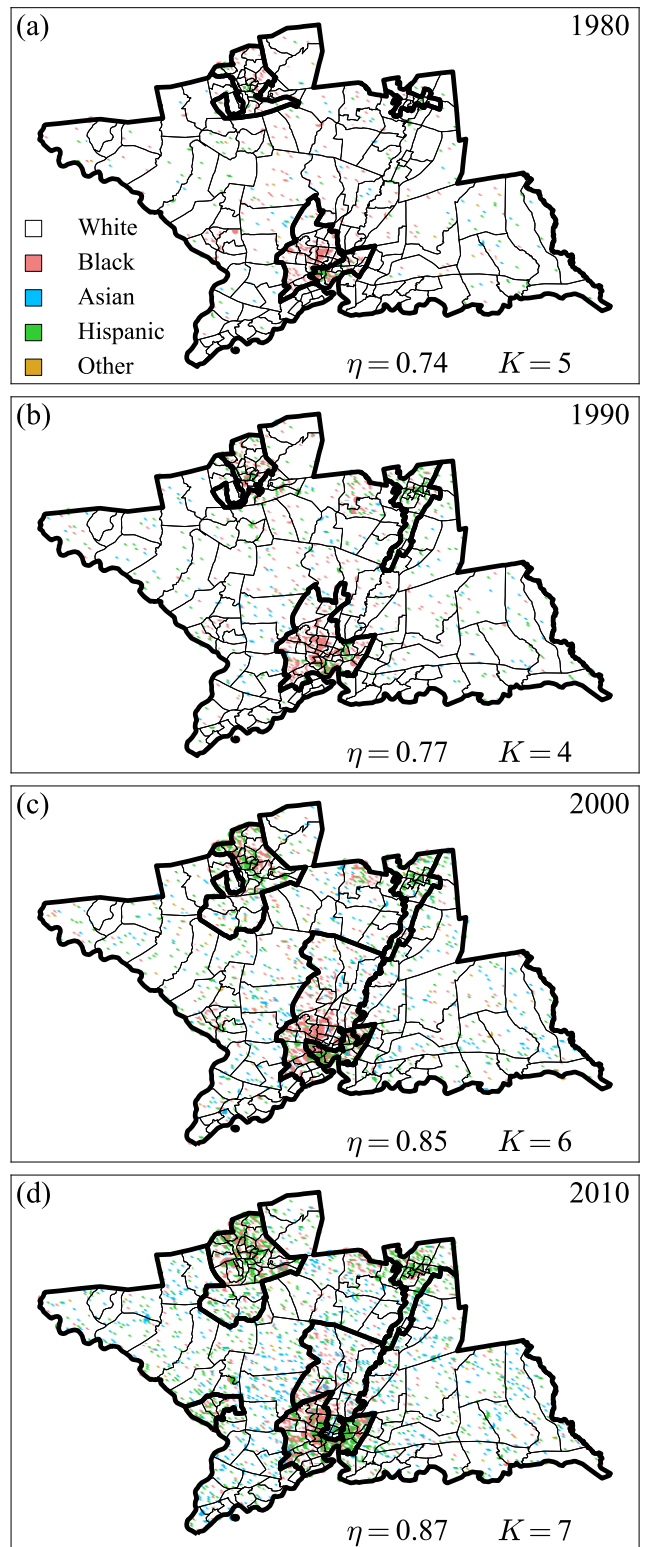 (a) 1980
White
Black
Asian
Hispanic
Other
η = 0.74 K = 5
(b) 1990
η = 0.77 K = 4
(c) 2000
η = 0.85 K = 6
(d) 2010
η = 0.87 K = 7